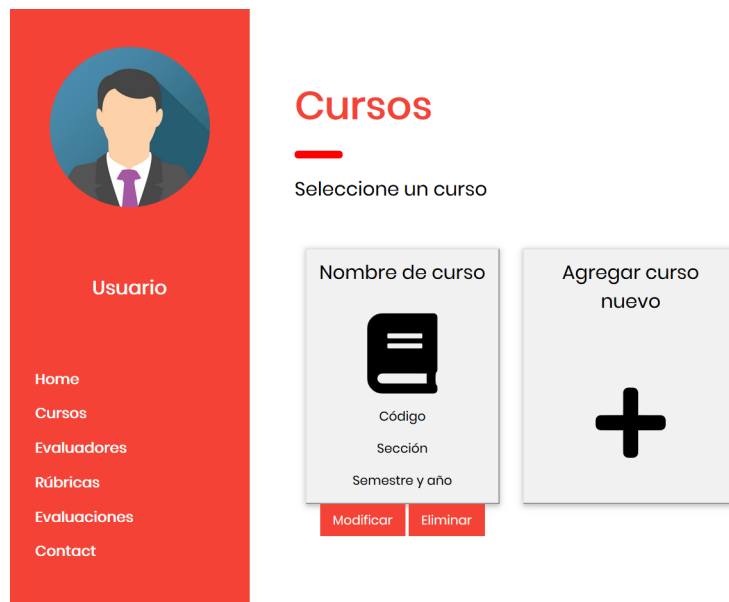 Usuario
Home
Cursos
Evaluadores
Rúbricas
Evaluaciones
Contact
Cursos
Seleccione un curso
Nombre de curso
Código
Sección
Semestre y año
Modificar
Eliminar
Agregar curso
nuevo